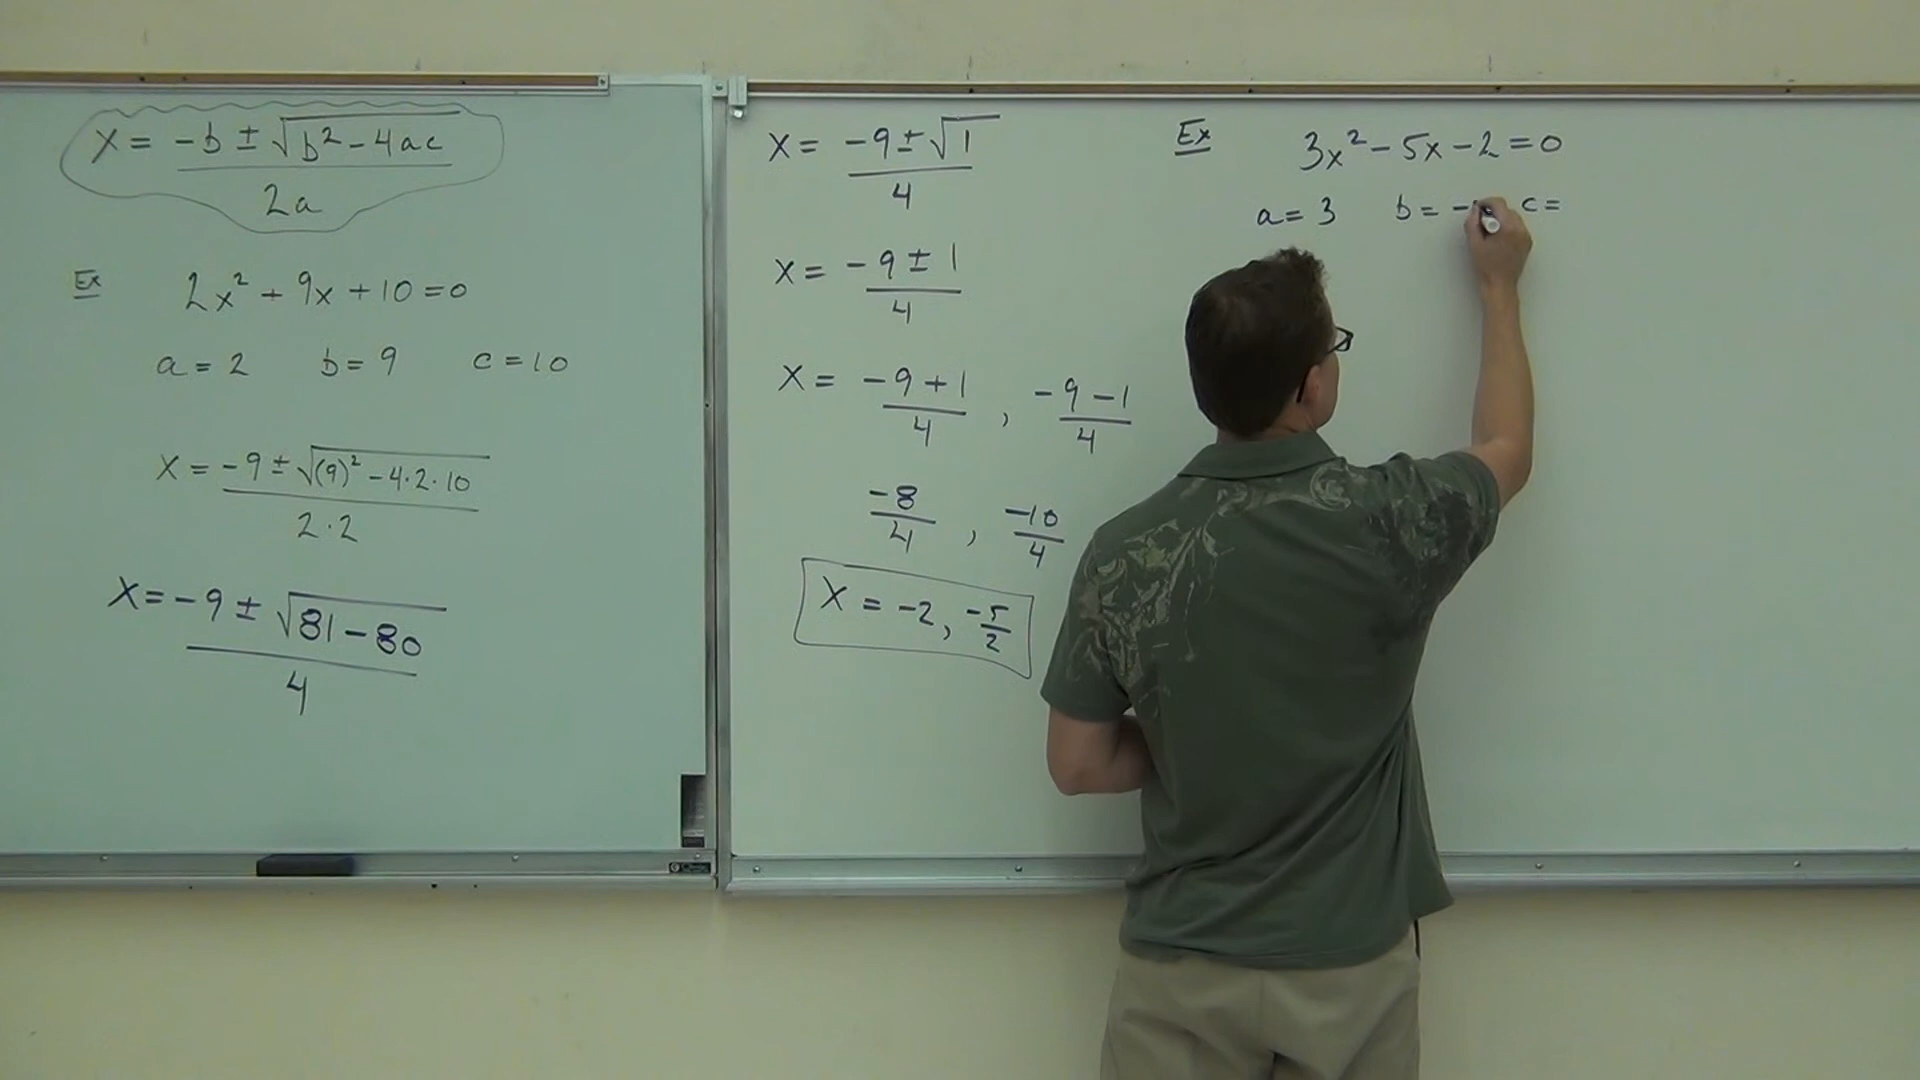 X = -b ± √b² - 4ac
2a
Ex 2x² + 9x + 10 = 0
a = 2 b = 9 c = 10
X = -9 ± √(9)² - 4·2·10
2·2
X = -9 ± √81 - 80
4
X = -9 ± √1
4
X = -9 ± 1
4
X = -9 + 1 , -9 - 1
4 4
-8 , -10
4 4
X = -2, -5/2
Ex 3x² - 5x - 2 = 0
a = 3 b = - c =